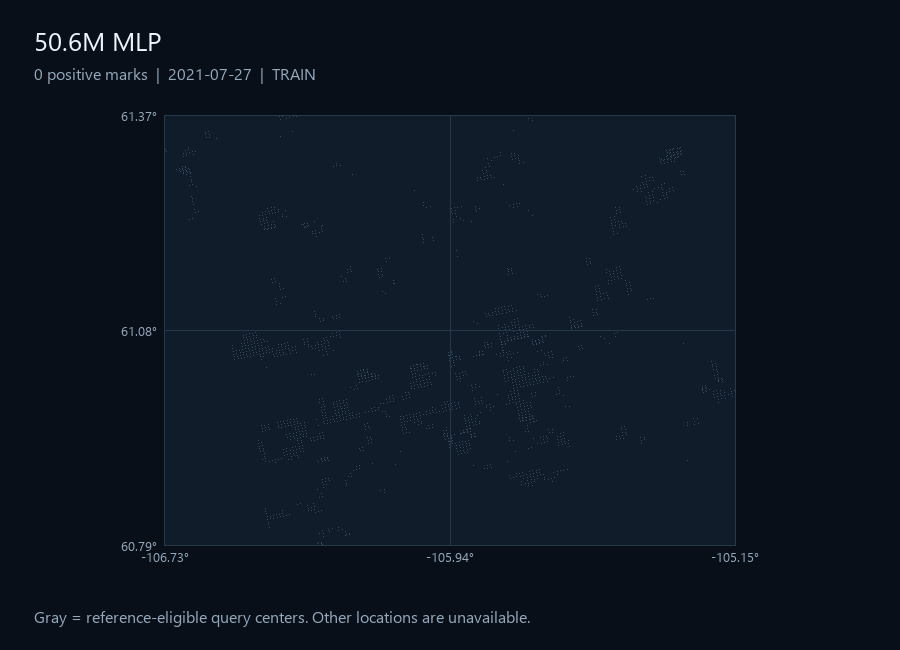 50.6M MLP
0 positive marks | 2021-07-27 | TRAIN
61.37°
61.08°
60.79°
-106.73°
-105.94°
-105.15°
Gray = reference-eligible query centers. Other locations are unavailable.